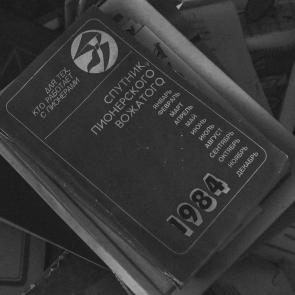 ДЛЯ ТЕХ,
КТО РАБОТАЕТ
С ПИОНЕРАМИ
СПУТНИК
ПИОНЕРСКОГО
ВОЖАТОГО
ЯНВАРЬ
ФЕВРАЛЬ
МАРТ
АПРЕЛЬ
МАЙ
ИЮНЬ
ИЮЛЬ
АВГУСТ
СЕНТЯБРЬ
ОКТЯБРЬ
НОЯБРЬ
ДЕКАБРЬ
1984